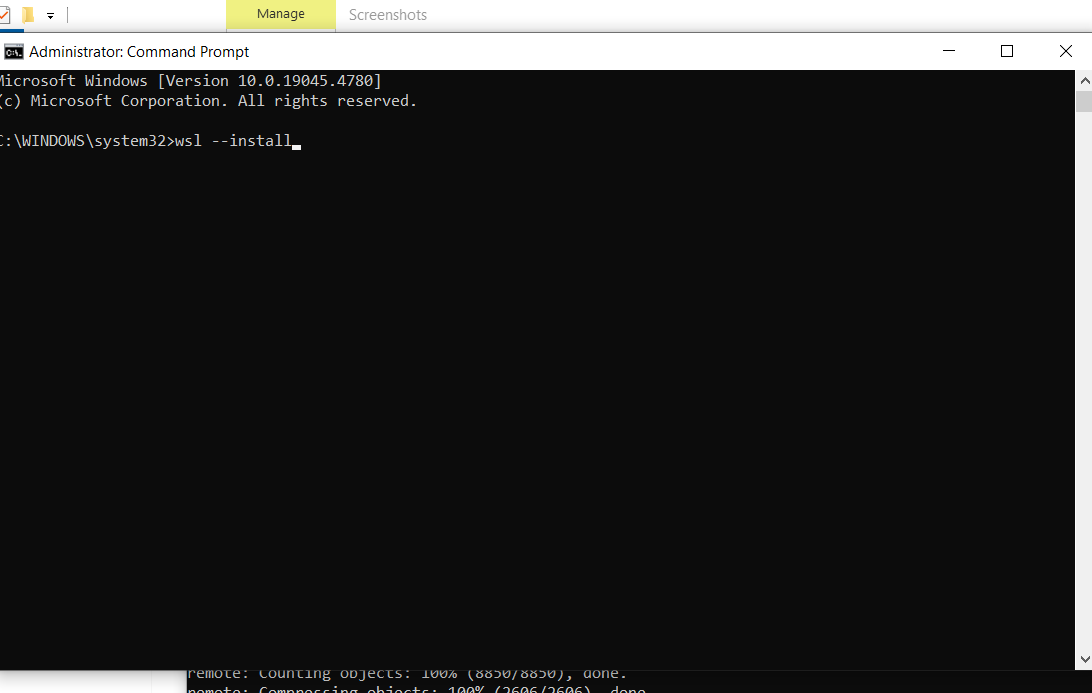 Manage
Screenshots
Administrator: Command Prompt
Microsoft Windows [Version 10.0.19045.4780]
(c) Microsoft Corporation. All rights reserved.
C:\WINDOWS\system32>wsl --install
remote: Counting objects: 100% (8850/8850), done.
remote: Compressing objects: 100% (2606/2606), done